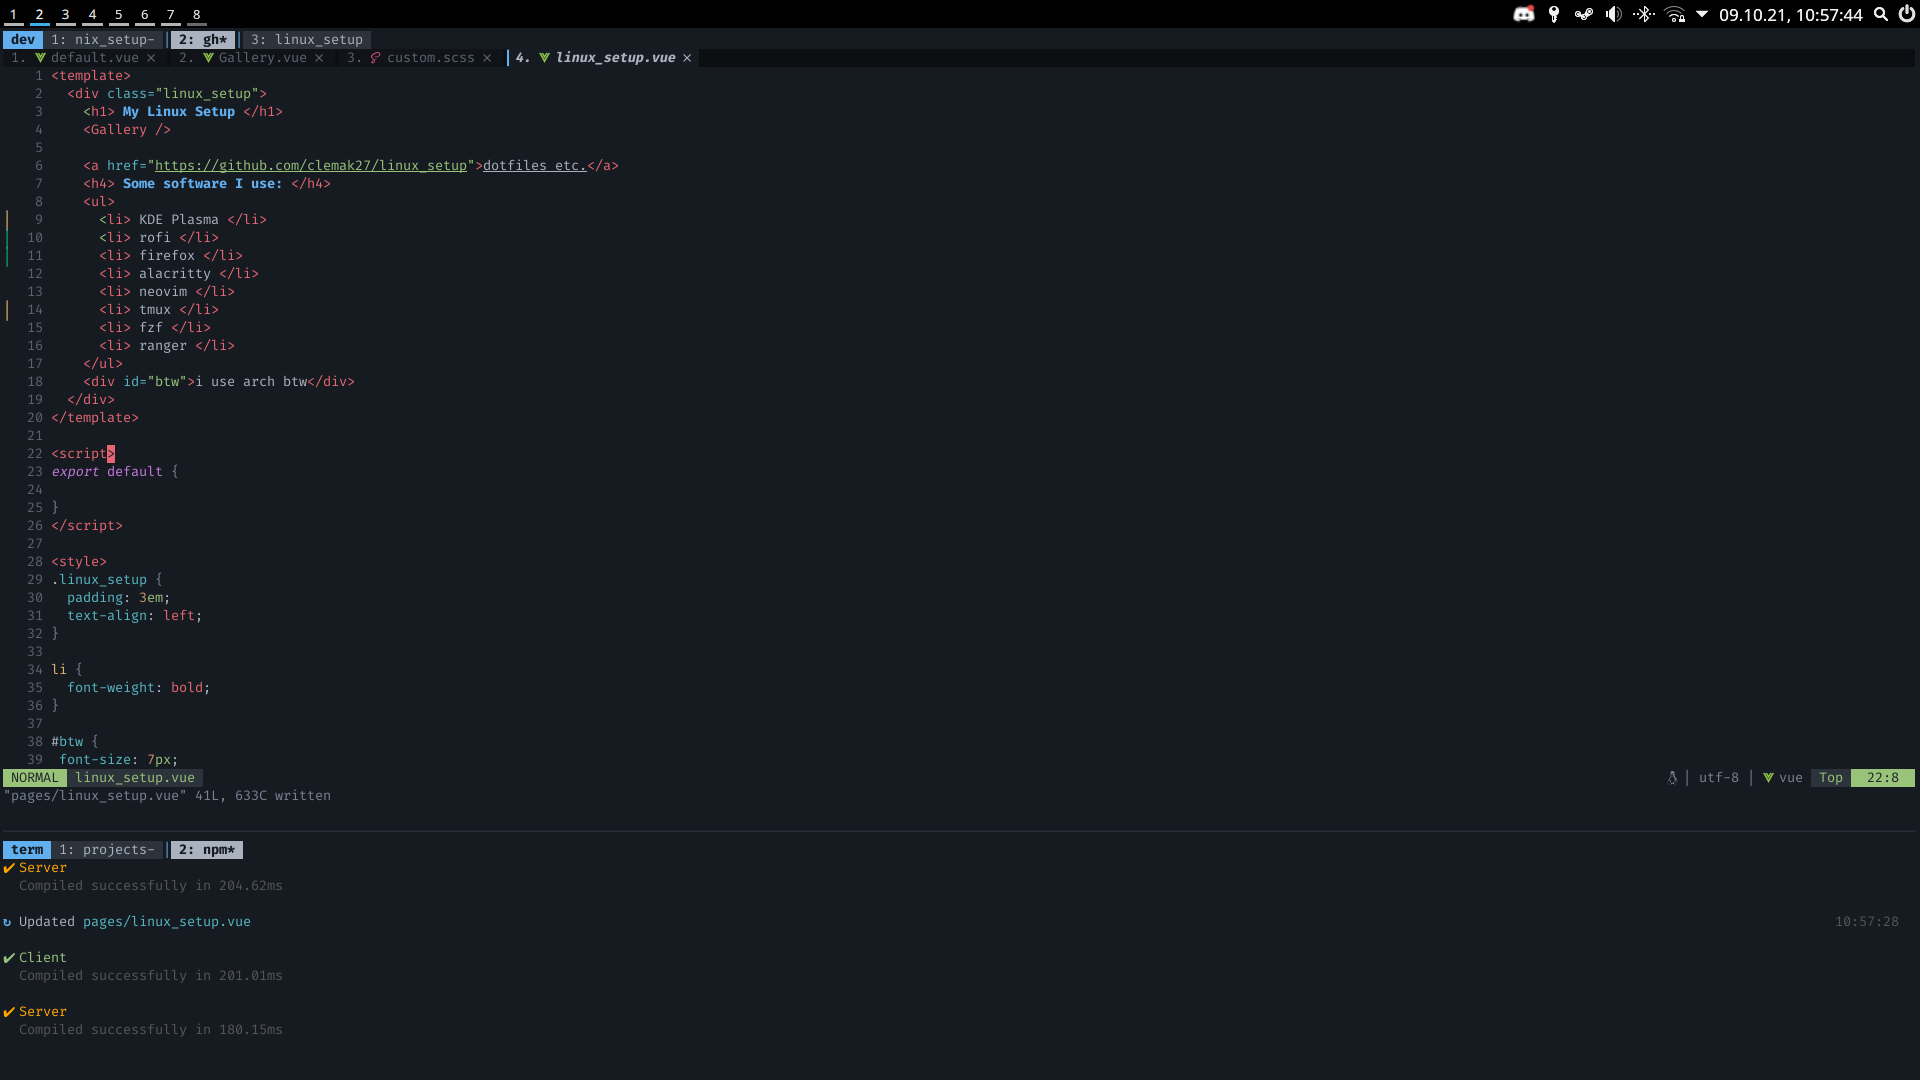 1 2 3 4 5 6 7 8 09.10.21, 10:57:44
dev 1: nix_setup- 2: gh* 3: linux_setup
1. default.vue × 2. Gallery.vue × 3. custom.scss × 4. linux_setup.vue ×
1 <template>
2 <div class="linux_setup">
3 <h1> My Linux Setup </h1>
4 <Gallery />
5
6 <a href="https://github.com/clemak27/linux_setup">dotfiles etc.</a>
7 <h4> Some software I use: </h4>
8 <ul>
9 <li> KDE Plasma </li>
10 <li> rofi </li>
11 <li> firefox </li>
12 <li> alacritty </li>
13 <li> neovim </li>
14 <li> tmux </li>
15 <li> fzf </li>
16 <li> ranger </li>
17 </ul>
18 <div id="btw">i use arch btw</div>
19 </div>
20 </template>
21
22 <script>
23 export default {
24
25 }
26 </script>
27
28 <style>
29 .linux_setup {
30 padding: 3em;
31 text-align: left;
32 }
33
34 li {
35 font-weight: bold;
36 }
37
38 #btw {
39 font-size: 7px;
NORMAL linux_setup.vue utf-8 vue Top 22:8
"pages/linux_setup.vue" 41L, 633C written
term 1: projects- 2: npm*
✔ Server
Compiled successfully in 204.62ms
↻ Updated pages/linux_setup.vue 10:57:28
✔ Client
Compiled successfully in 201.01ms
✔ Server
Compiled successfully in 180.15ms